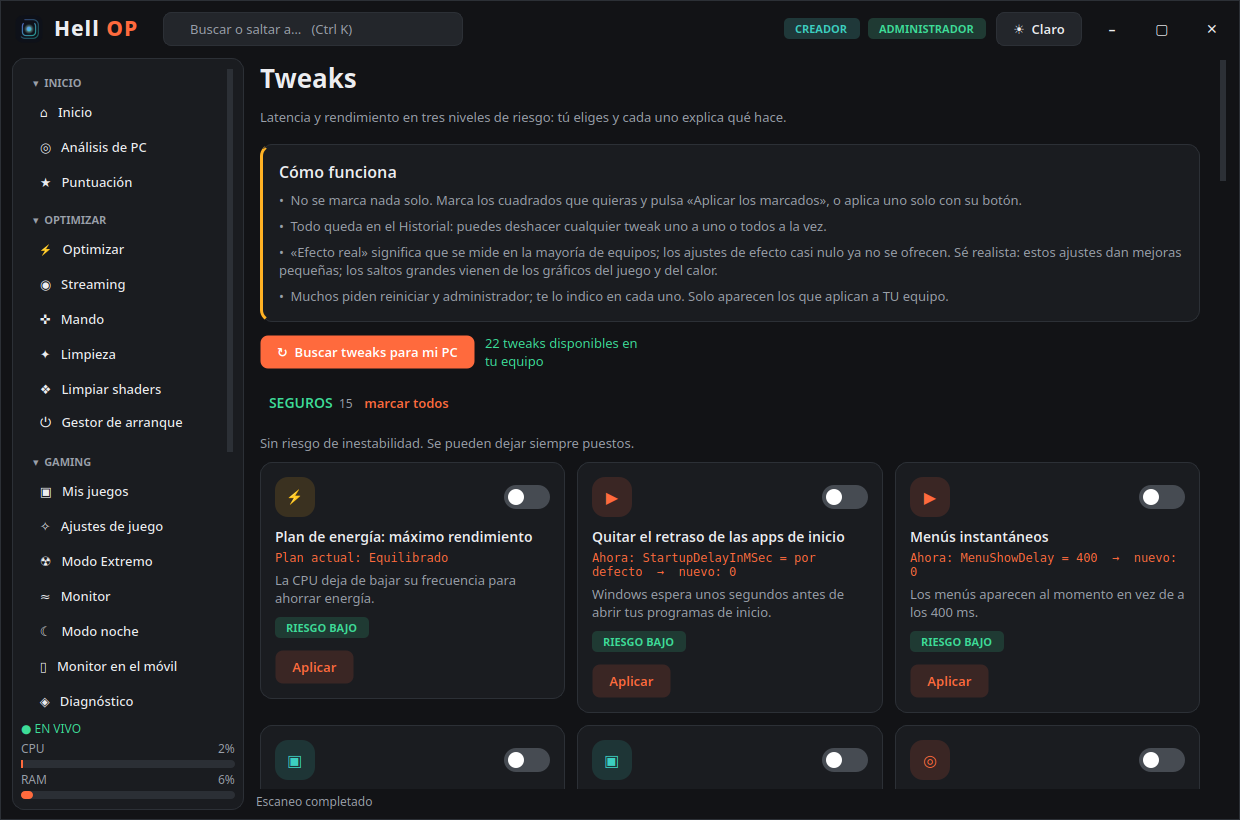 Hell OP
Buscar o saltar a... (Ctrl K)
CREADOR
ADMINISTRADOR
☀ Claro
▾ INICIO
⌂ Inicio
◎ Análisis de PC
★ Puntuación
▾ OPTIMIZAR
⚡ Optimizar
◉ Streaming
✜ Mando
✦ Limpieza
❖ Limpiar shaders
⏻ Gestor de arranque
▾ GAMING
▣ Mis juegos
✧ Ajustes de juego
☢ Modo Extremo
≈ Monitor
☾ Modo noche
▯ Monitor en el móvil
◈ Diagnóstico
● EN VIVO
CPU 2%
RAM 6%
Tweaks
Latencia y rendimiento en tres niveles de riesgo: tú eliges y cada uno explica qué hace.
Cómo funciona
• No se marca nada solo. Marca los cuadrados que quieras y pulsa «Aplicar los marcados», o aplica uno solo con su botón.
• Todo queda en el Historial: puedes deshacer cualquier tweak uno a uno o todos a la vez.
• «Efecto real» significa que se mide en la mayoría de equipos; los ajustes de efecto casi nulo ya no se ofrecen. Sé realista: estos ajustes dan mejoras
pequeñas; los saltos grandes vienen de los gráficos del juego y del calor.
• Muchos piden reiniciar y administrador; te lo indico en cada uno. Solo aparecen los que aplican a TU equipo.
↻ Buscar tweaks para mi PC
22 tweaks disponibles en
tu equipo
SEGUROS 15 marcar todos
Sin riesgo de inestabilidad. Se pueden dejar siempre puestos.
Plan de energía: máximo rendimiento
Plan actual: Equilibrado
La CPU deja de bajar su frecuencia para
ahorrar energía.
RIESGO BAJO
Aplicar
Quitar el retraso de las apps de inicio
Ahora: StartupDelayInMSec = por
defecto → nuevo: 0
Windows espera unos segundos antes de
abrir tus programas de inicio.
RIESGO BAJO
Aplicar
Menús instantáneos
Ahora: MenuShowDelay = 400 → nuevo:
0
Los menús aparecen al momento en vez de a
los 400 ms.
RIESGO BAJO
Aplicar
Escaneo completado